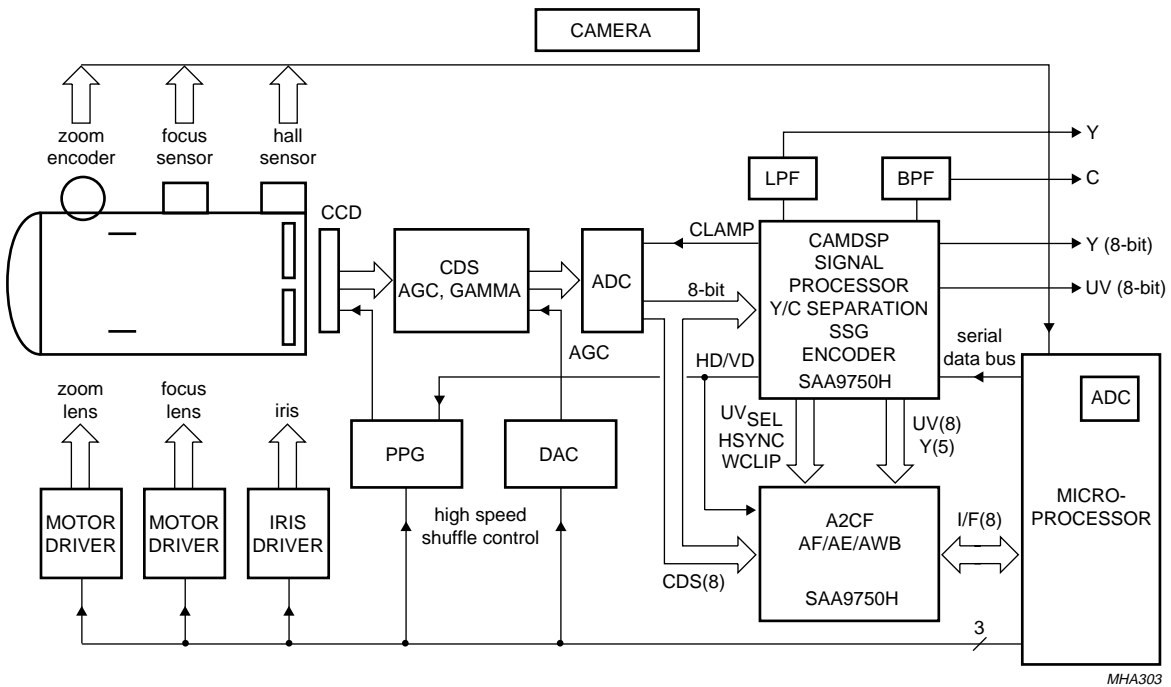 CAMERA
zoom
encoder
focus
sensor
hall
sensor
Y
LPF
BPF
C
CCD
CDS
AGC, GAMMA
ADC
CLAMP
8-bit
CAMDSP
SIGNAL
PROCESSOR
Y/C SEPARATION
SSG
ENCODER
SAA9750H
Y (8-bit)
UV (8-bit)
serial
data bus
AGC
HD/VD
zoom
lens
focus
lens
iris
PPG
DAC
UVSEL
HSYNC
WCLIP
UV(8)
Y(5)
ADC
MICRO-
PROCESSOR
MOTOR
DRIVER
MOTOR
DRIVER
IRIS
DRIVER
high speed
shuffle control
A2CF
AF/AE/AWB
SAA9750H
I/F(8)
CDS(8)
3
MHA303